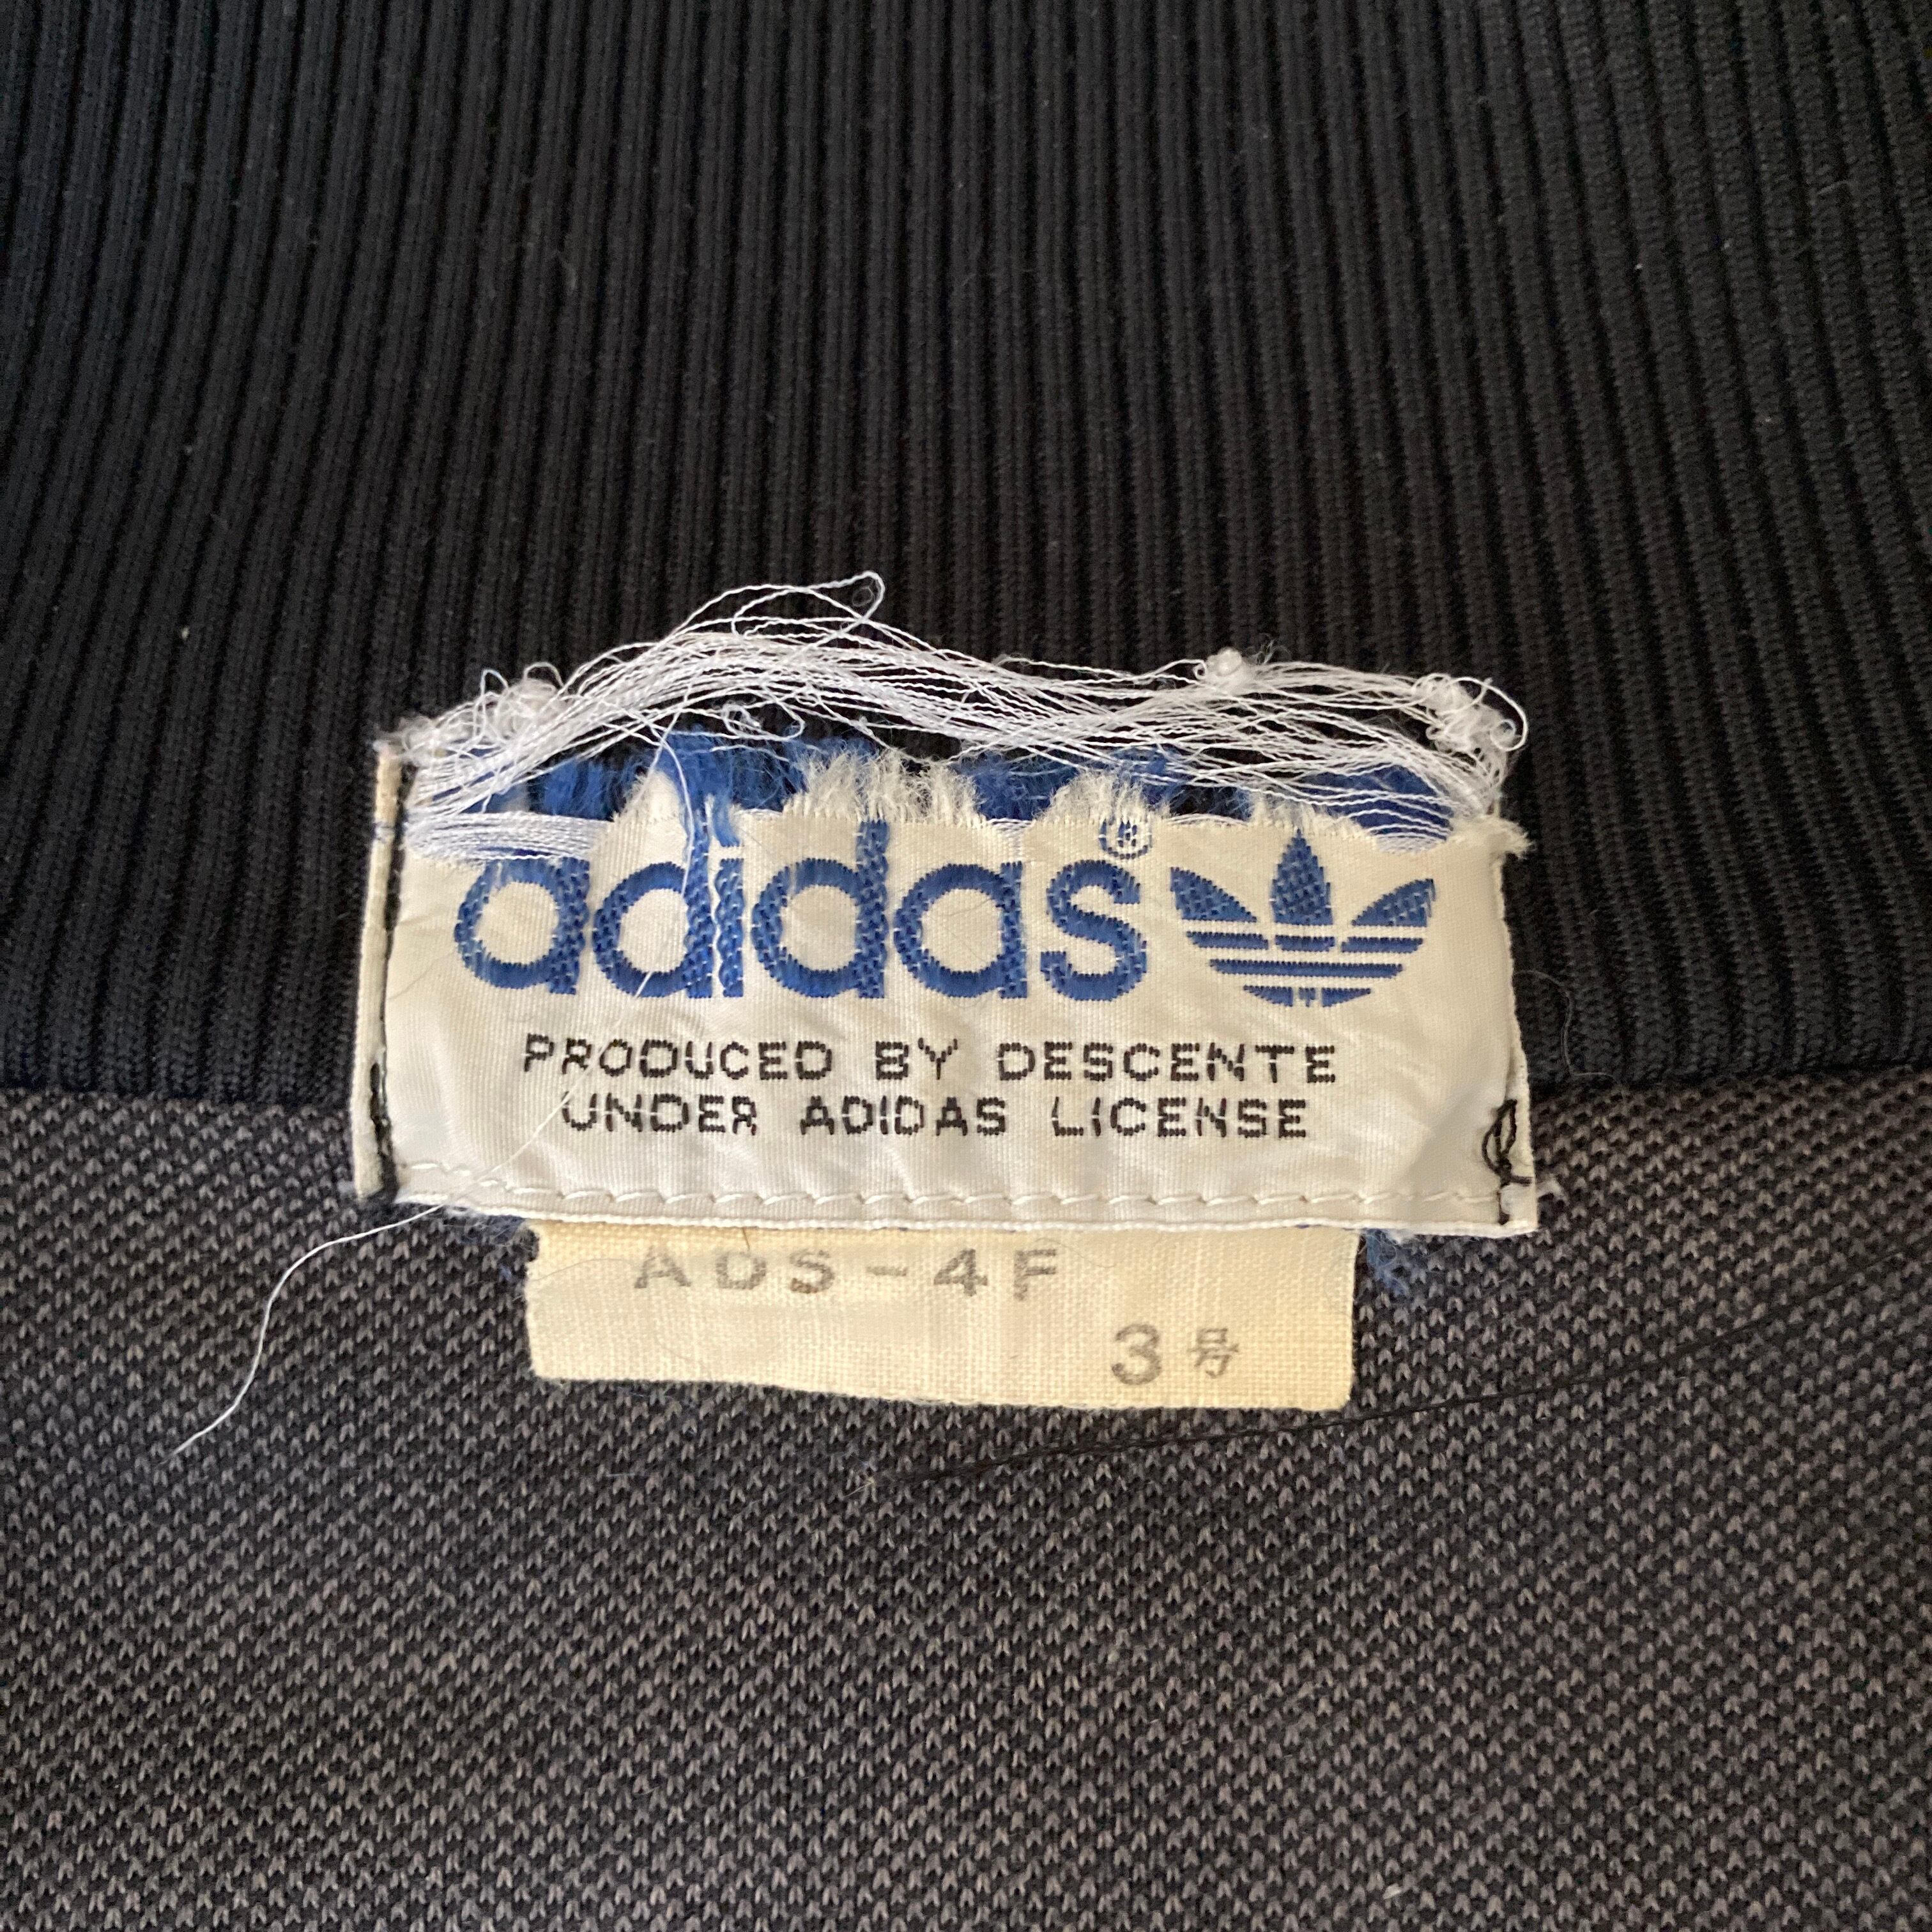 adidas®
PRODUCED BY DESCENTE
UNDER ADIDAS LICENSE
ADS-4F
3号